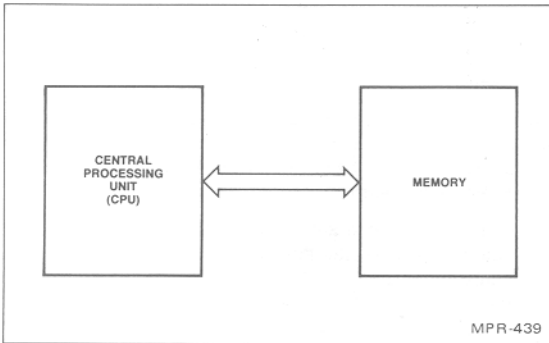 CENTRAL
PROCESSING
UNIT
(CPU)
MEMORY
MPR-439